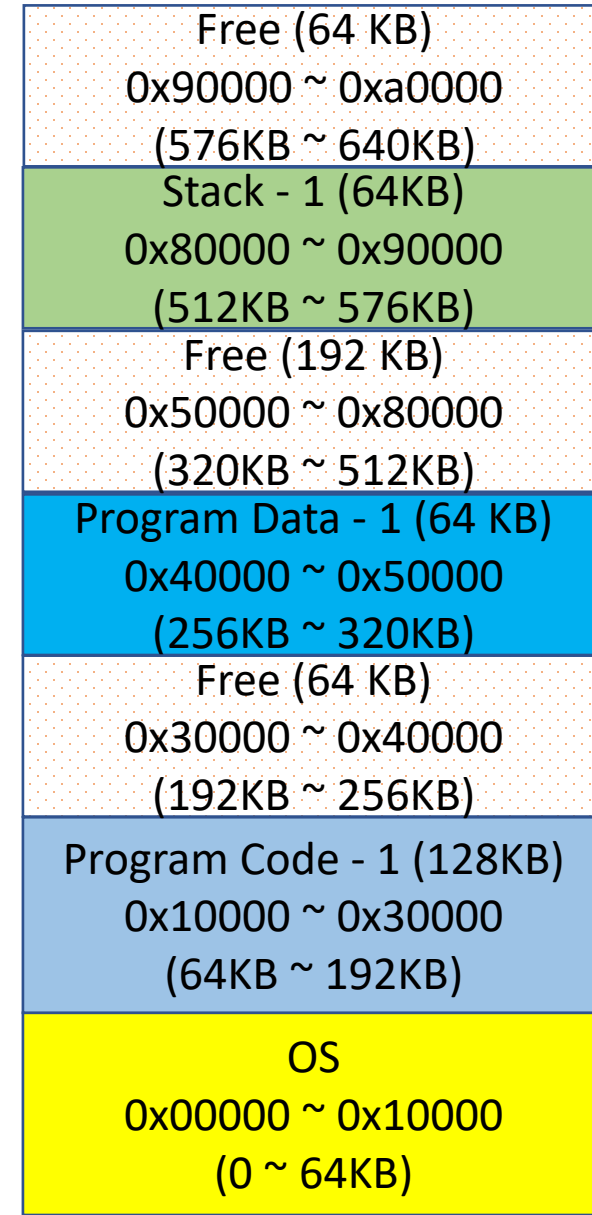 Free (64 KB)
0x90000 ~ 0xa0000
(576KB ~ 640KB)
Stack - 1 (64KB)
0x80000 ~ 0x90000
(512KB ~ 576KB)
Free (192 KB)
0x50000 ~ 0x80000
(320KB ~ 512KB)
Program Data - 1 (64 KB)
0x40000 ~ 0x50000
(256KB ~ 320KB)
Free (64 KB)
0x30000 ~ 0x40000
(192KB ~ 256KB)
Program Code - 1 (128KB)
0x10000 ~ 0x30000
(64KB ~ 192KB)
OS
0x00000 ~ 0x10000
(0 ~ 64KB)